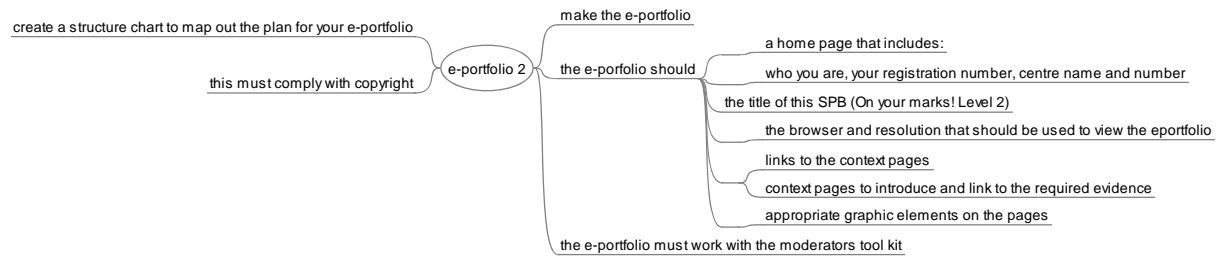 create a structure chart to map out the plan for your e-portfolio
this must comply with copyright
e-portfolio 2
make the e-portfolio
the e-porfolio should
a home page that includes:
who you are, your registration number, centre name and number
the title of this SPB (On your marks! Level 2)
the browser and resolution that should be used to view the eportfolio
links to the context pages
context pages to introduce and link to the required evidence
appropriate graphic elements on the pages
the e-portfolio must work with the moderators tool kit